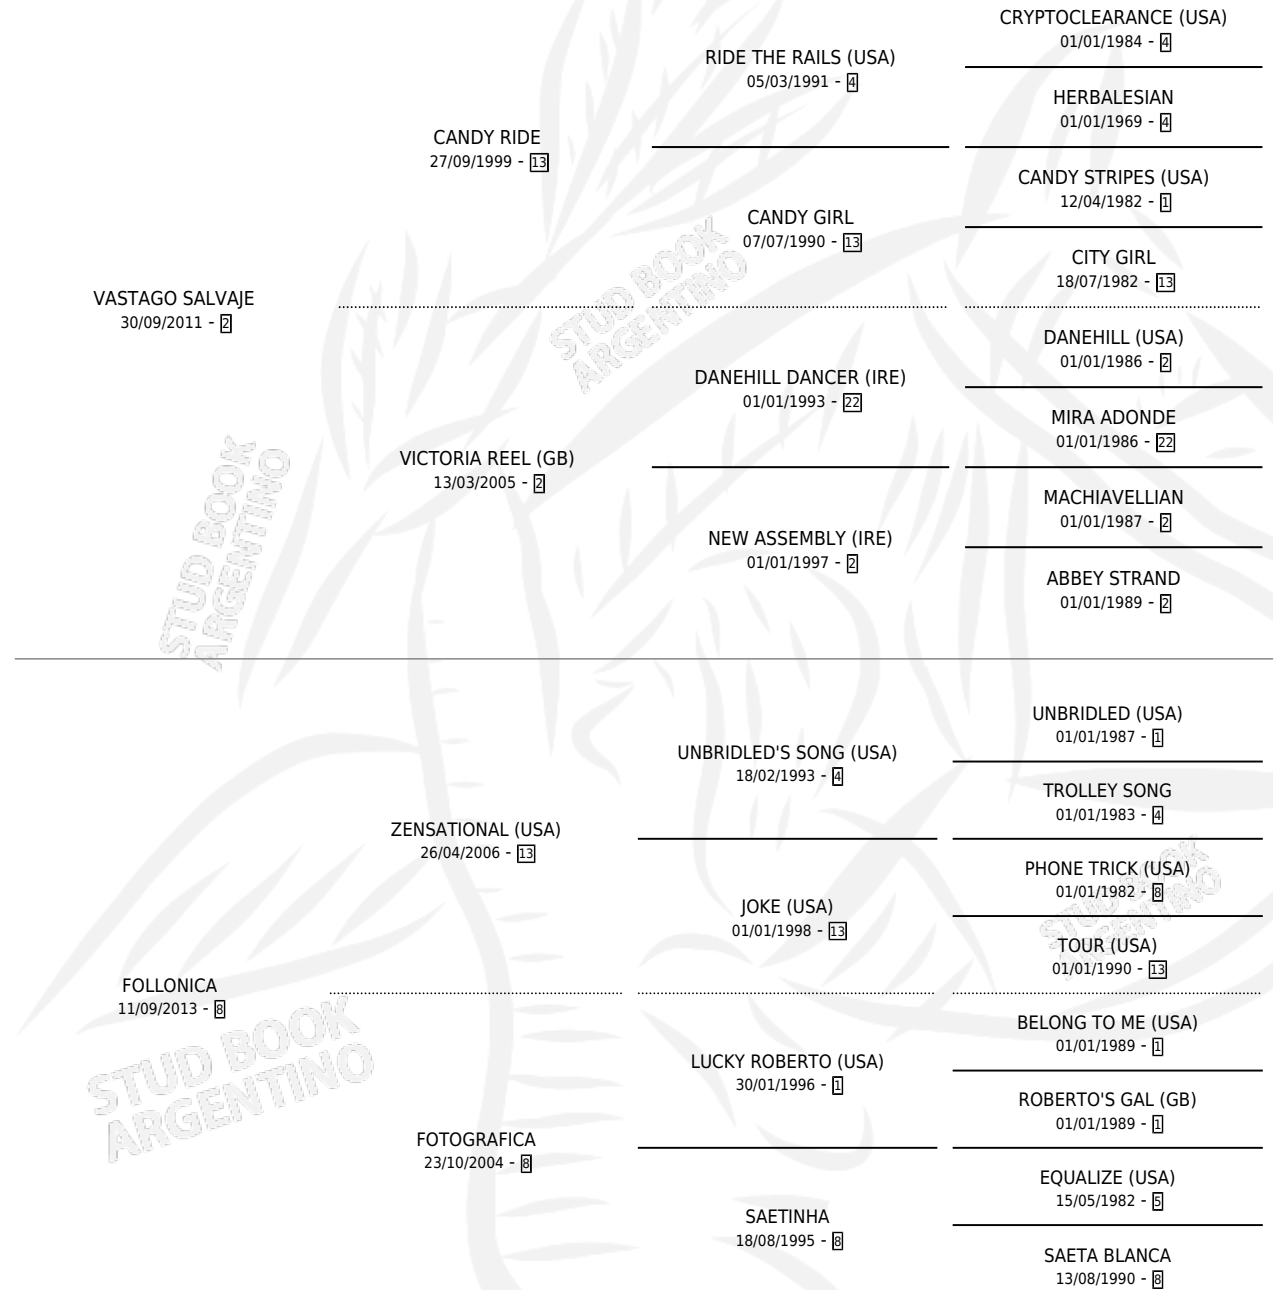 CRYPTOCLEARANCE (USA)
01/01/1984 - 4
RIDE THE RAILS (USA)
05/03/1991 - 4
HERBALESIAN
01/01/1969 - 4
CANDY RIDE
27/09/1999 - 13
CANDY STRIPES (USA)
12/04/1982 - 1
CANDY GIRL
07/07/1990 - 13
CITY GIRL
18/07/1982 - 13
VASTAGO SALVAJE
30/09/2011 - 2
STUD BOOK
ARGENTINO
DANEHILL (USA)
01/01/1986 - 2
DANEHILL DANCER (IRE)
01/01/1993 - 22
MIRA ADONDE
01/01/1986 - 22
VICTORIA REEL (GB)
13/03/2005 - 2
MACHIAVELLIAN
01/01/1987 - 2
NEW ASSEMBLY (IRE)
01/01/1997 - 2
ABBEY STRAND
01/01/1989 - 2
STUD BOOK
ARGENTINO
UNBRIDLED (USA)
01/01/1987 - 1
UNBRIDLED'S SONG (USA)
18/02/1993 - 4
TROLLEY SONG
01/01/1983 - 4
ZENSATIONAL (USA)
26/04/2006 - 13
PHONE TRICK (USA)
01/01/1982 - 8
JOKE (USA)
01/01/1998 - 13
STUD BOOK
ARGENTINO
TOUR (USA)
01/01/1990 - 13
FOLLONICA
11/09/2013 - 8
BELONG TO ME (USA)
01/01/1989 - 1
LUCKY ROBERTO (USA)
30/01/1996 - 1
ROBERTO'S GAL (GB)
01/01/1989 - 1
STUD BOOK
ARGENTINO
FOTOGRAFICA
23/10/2004 - 8
EQUALIZE (USA)
15/05/1982 - 5
SAETINHA
18/08/1995 - 8
SAETA BLANCA
13/08/1990 - 8